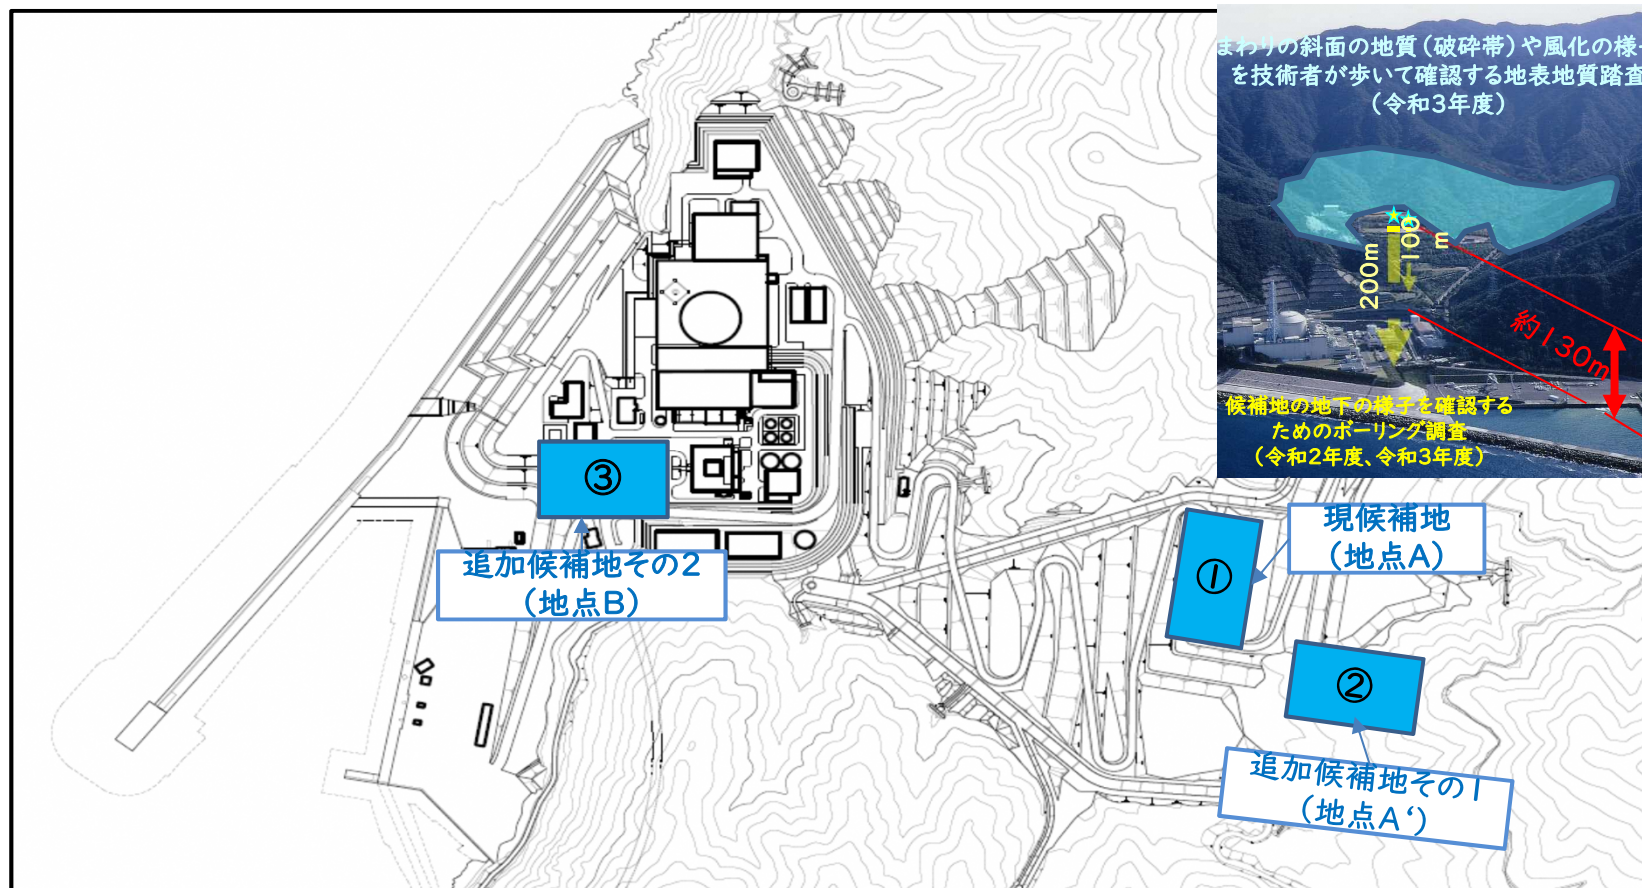 まわりの斜面の地質（破砕帯）や風化の様子
を技術者が歩いて確認する地表地質踏査
（令和3年度）
200m
100
m
約130m
候補地の地下の様子を確認する
ためのボーリング調査
（令和2年度、令和3年度）
③
追加候補地その2
（地点B）
現候補地
（地点A）
①
②
追加候補地その1
（地点A‘）